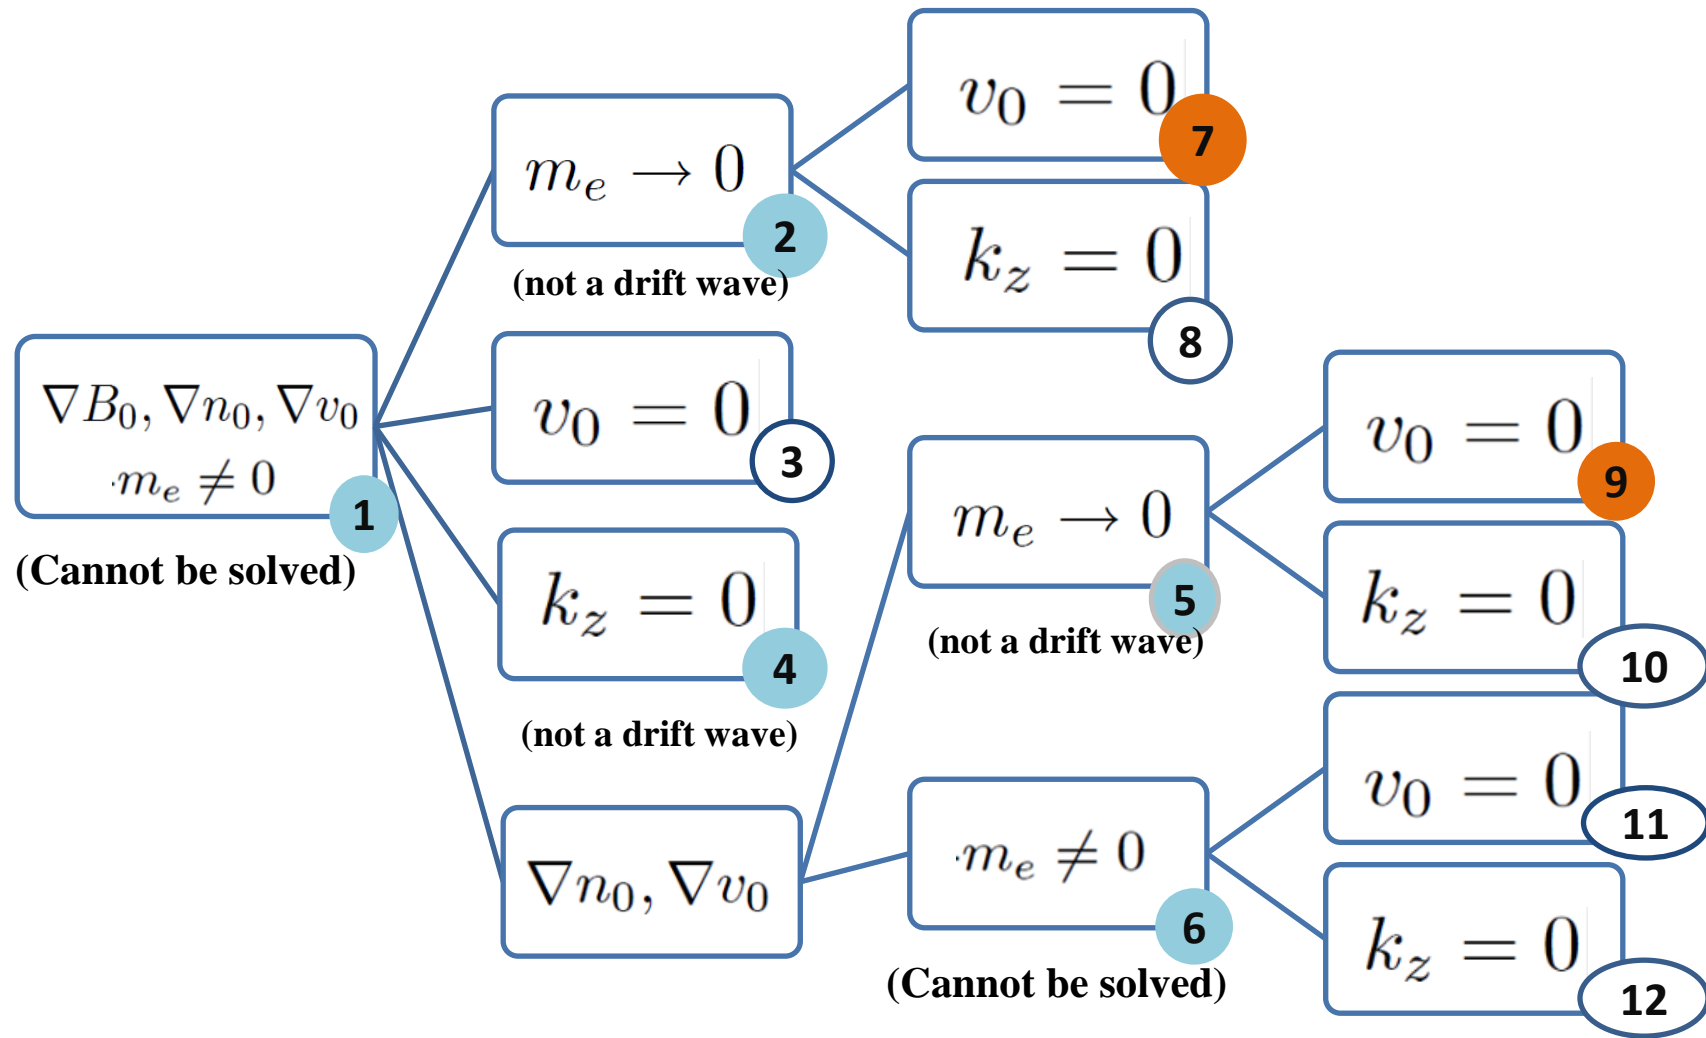 ∇B₀, ∇n₀, ∇v₀
mₑ ≠ 0
1
(Cannot be solved)
mₑ → 0
2
(not a drift wave)
v₀ = 0
3
k_z = 0
4
(not a drift wave)
∇n₀, ∇v₀
v₀ = 0
7
k_z = 0
8
mₑ → 0
5
(not a drift wave)
mₑ ≠ 0
6
(Cannot be solved)
v₀ = 0
9
k_z = 0
10
v₀ = 0
11
k_z = 0
12